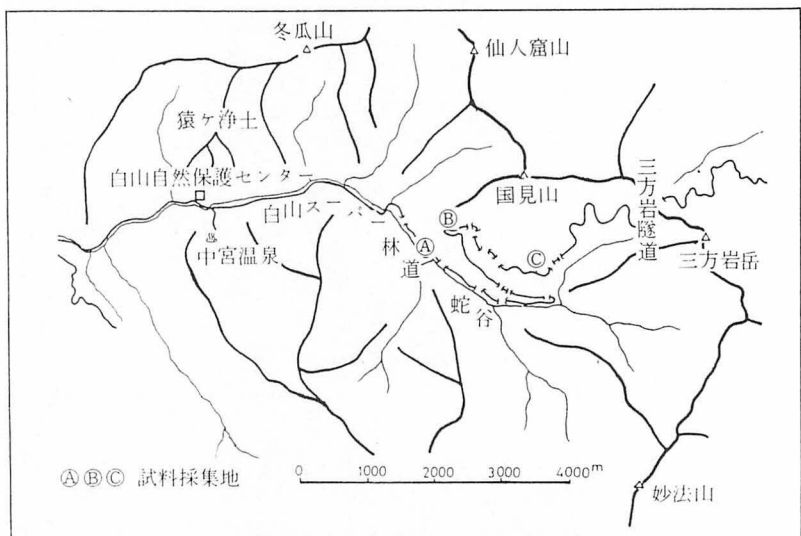 冬瓜山
仙人窟山
猿ケ浄土
白山自然保護センター
白山スーパー林道
国見山
三方岩隧道
三方岩岳
中宮温泉
蛇谷
Ⓐ
Ⓑ
Ⓒ
ⒶⒷⒸ 試料採集地
0 1000 2000 3000 4000m
妙法山